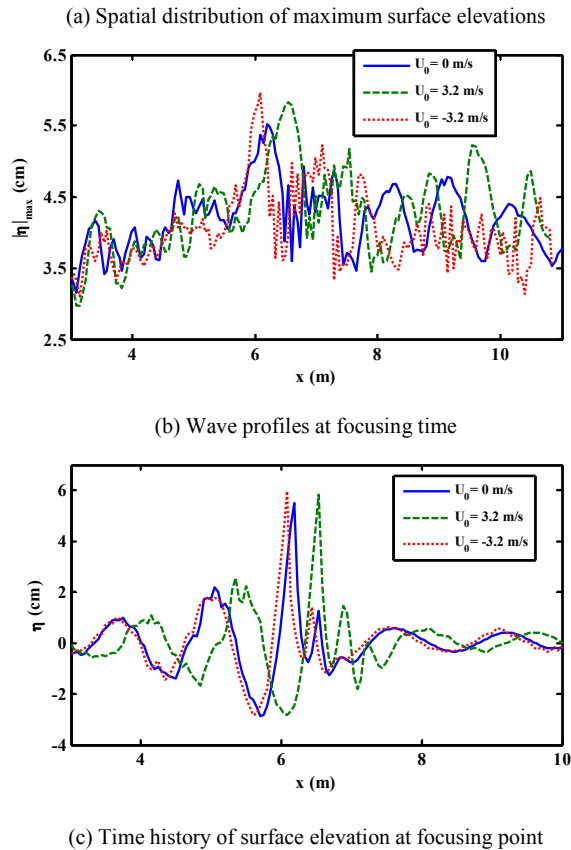 (a) Spatial distribution of maximum surface elevations
U₀= 0 m/s
U₀= 3.2 m/s
U₀= -3.2 m/s
6.5
5.5
4.5
3.5
2.5
|η|max (cm)
4
6
8
10
x (m)
(b) Wave profiles at focusing time
U₀= 0 m/s
U₀= 3.2 m/s
U₀= -3.2 m/s
6
4
2
0
-2
-4
η (cm)
4
6
8
10
x (m)
(c) Time history of surface elevation at focusing point